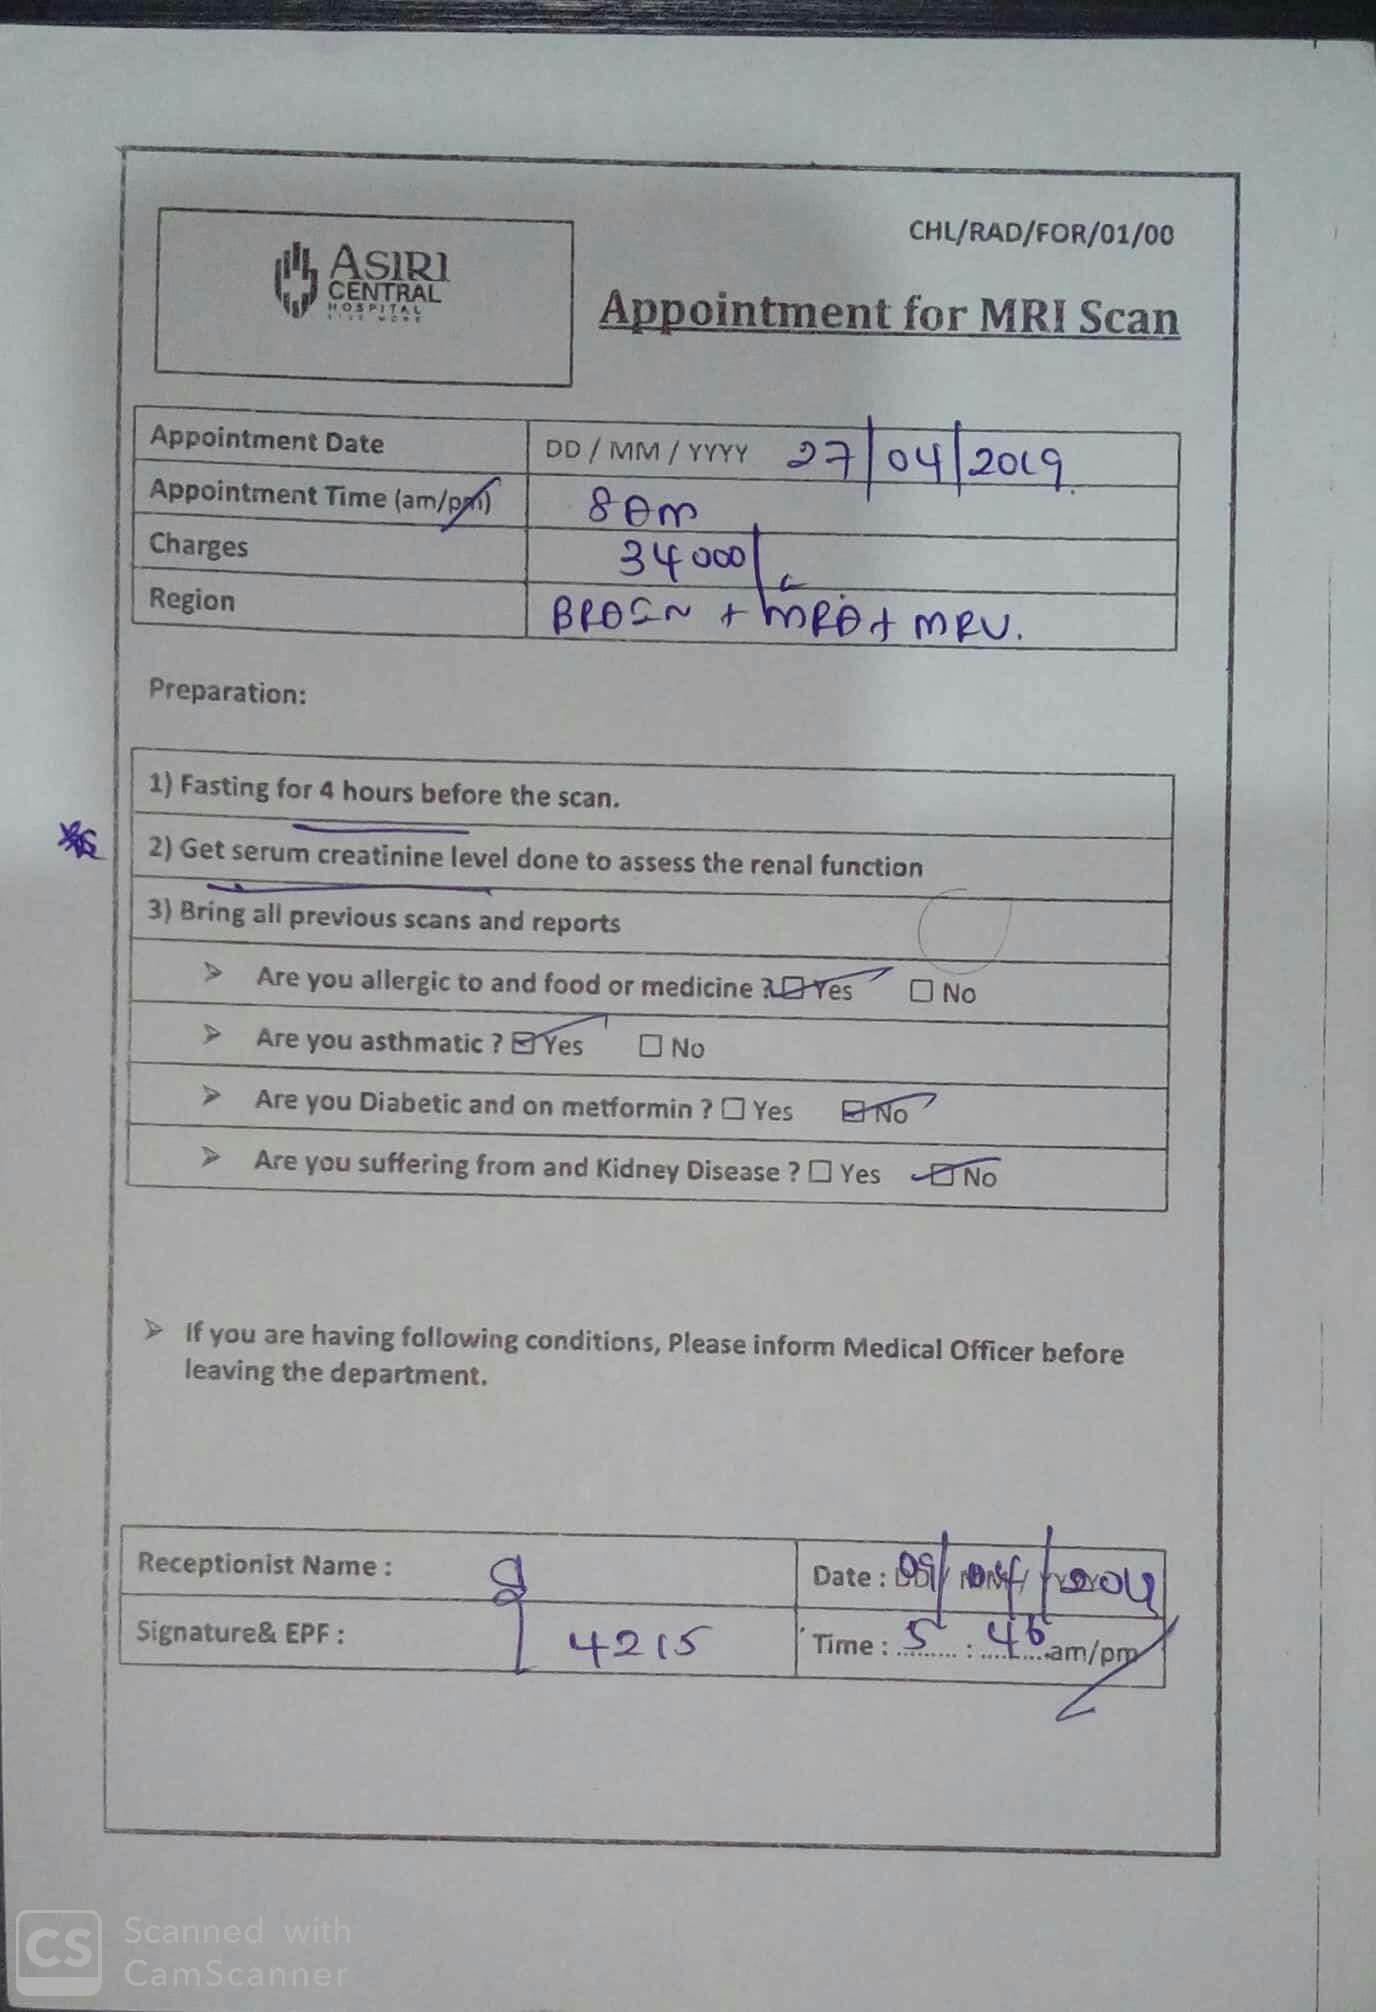 CHL/RAD/FOR/01/00
ASIRI
CENTRAL
HOSPITAL
LIVE MORE
Appointment for MRI Scan
Appointment Date DD / MM / YYYY 27/04/2019
Appointment Time (am/pm) 8 Am
Charges 34000/
Region BRAIN + MRA + MRV.
Preparation:
1) Fasting for 4 hours before the scan.
2) Get serum creatinine level done to assess the renal function
3) Bring all previous scans and reports
➢ Are you allergic to and food or medicine ? ☑ Yes ☐ No
➢ Are you asthmatic ? ☑ Yes ☐ No
➢ Are you Diabetic and on metformin ? ☐ Yes ☑ No
➢ Are you suffering from and Kidney Disease ? ☐ Yes ☑ No
➢ If you are having following conditions, Please inform Medical Officer before
leaving the department.
Receptionist Name : Date :
Signature& EPF : 4215 Time : 5 : 46 am/pm
CS Scanned with
CamScanner